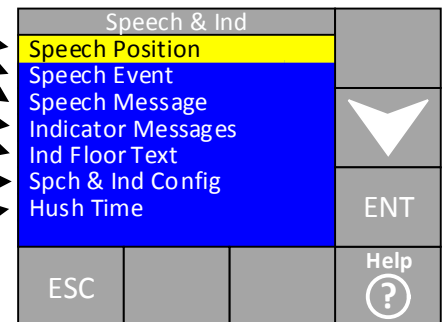 Speech & Ind
Speech Position
Speech Event
Speech Message
Indicator Messages
Ind Floor Text
Spch & Ind Config
Hush Time
ENT
ESC
Help
?